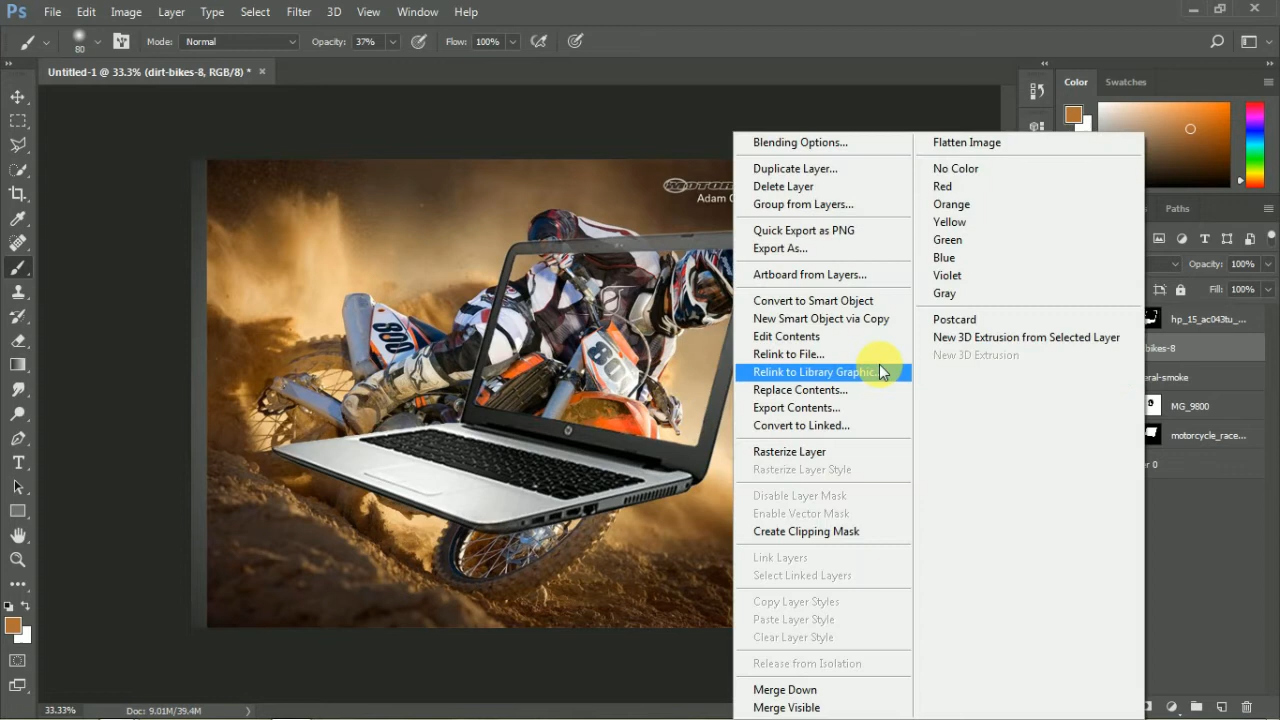 Ps File Edit Image Layer Type Select Filter 3D View Window Help
80 Mode: Normal Opacity: 37% Flow: 100%
Untitled-1 @ 33.3% (dirt-bikes-8, RGB/8) *
Color Swatches
Adam
807
807
Blending Options...
Duplicate Layer...
Delete Layer
Group from Layers...
Quick Export as PNG
Export As...
Artboard from Layers...
Convert to Smart Object
New Smart Object via Copy
Edit Contents
Relink to File...
Relink to Library Graphic...
Replace Contents...
Export Contents...
Convert to Linked...
Rasterize Layer
Rasterize Layer Style
Disable Layer Mask
Enable Vector Mask
Create Clipping Mask
Link Layers
Select Linked Layers
Copy Layer Styles
Paste Layer Style
Clear Layer Style
Release from Isolation
Merge Down
Merge Visible
Flatten Image
No Color
Red
Orange
Yellow
Green
Blue
Violet
Gray
Postcard
New 3D Extrusion from Selected Layer
New 3D Extrusion
Paths
Opacity: 100%
Fill: 100%
hp_15_ac043tu_...
bikes-8
eral-smoke
MG_9800
motorcycle_race...
r 0
33.33% Doc: 9.01M/39.4M